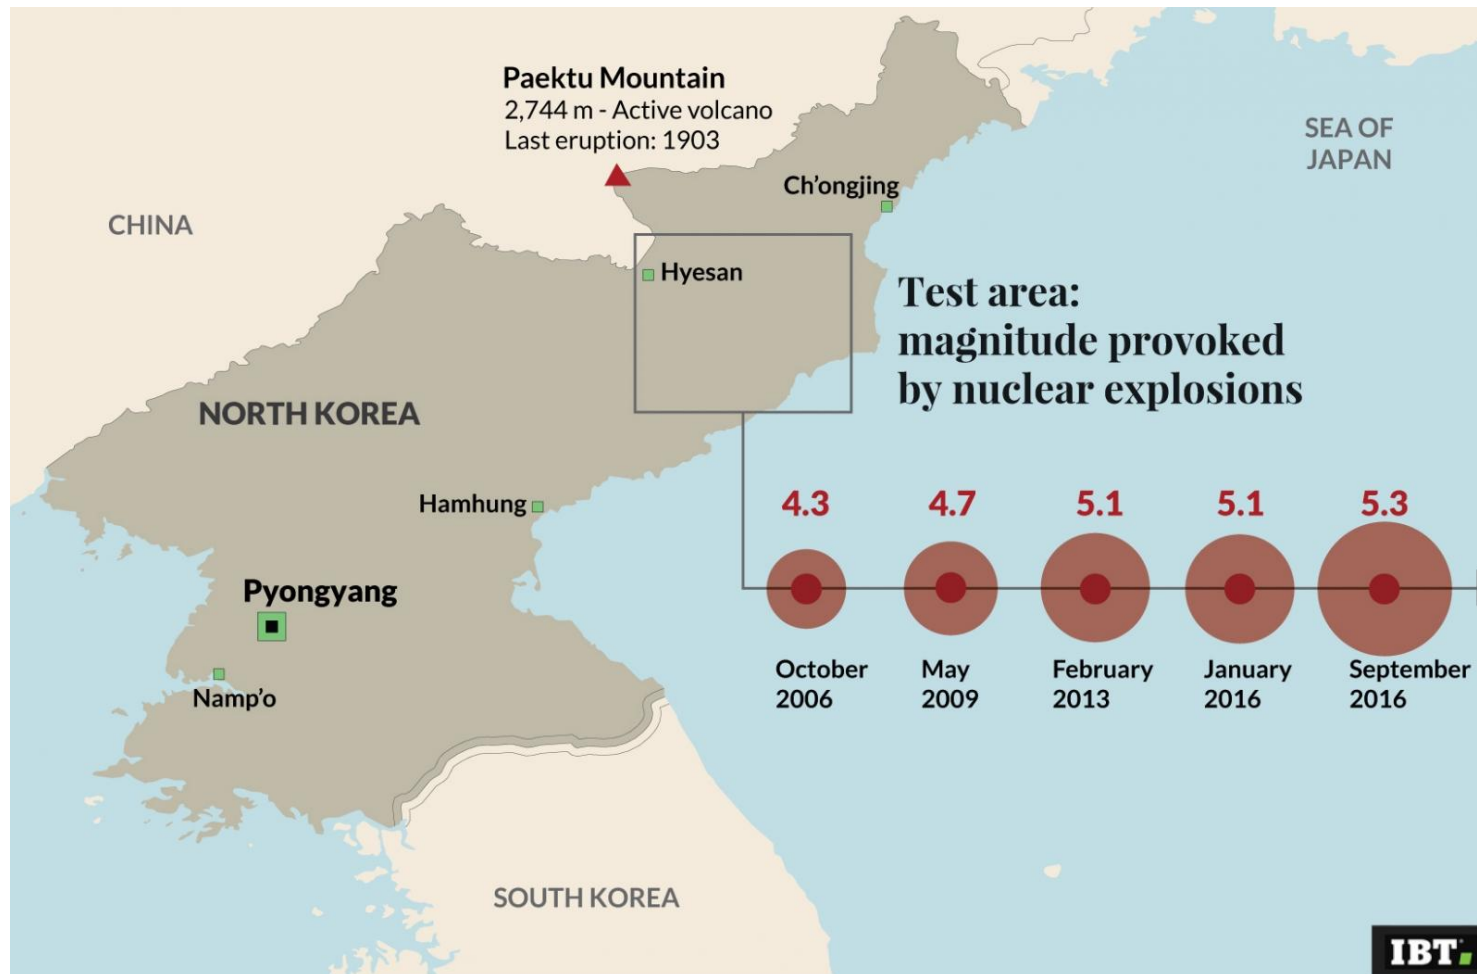 Paektu Mountain
2,744 m - Active volcano
Last eruption: 1903
SEA OF
JAPAN
CHINA
Ch'ongjing
Hyesan
Test area:
magnitude provoked
by nuclear explosions
NORTH KOREA
Hamhung
4.3
4.7
5.1
5.1
5.3
Pyongyang
Namp'o
October
2006
May
2009
February
2013
January
2016
September
2016
SOUTH KOREA
IBT